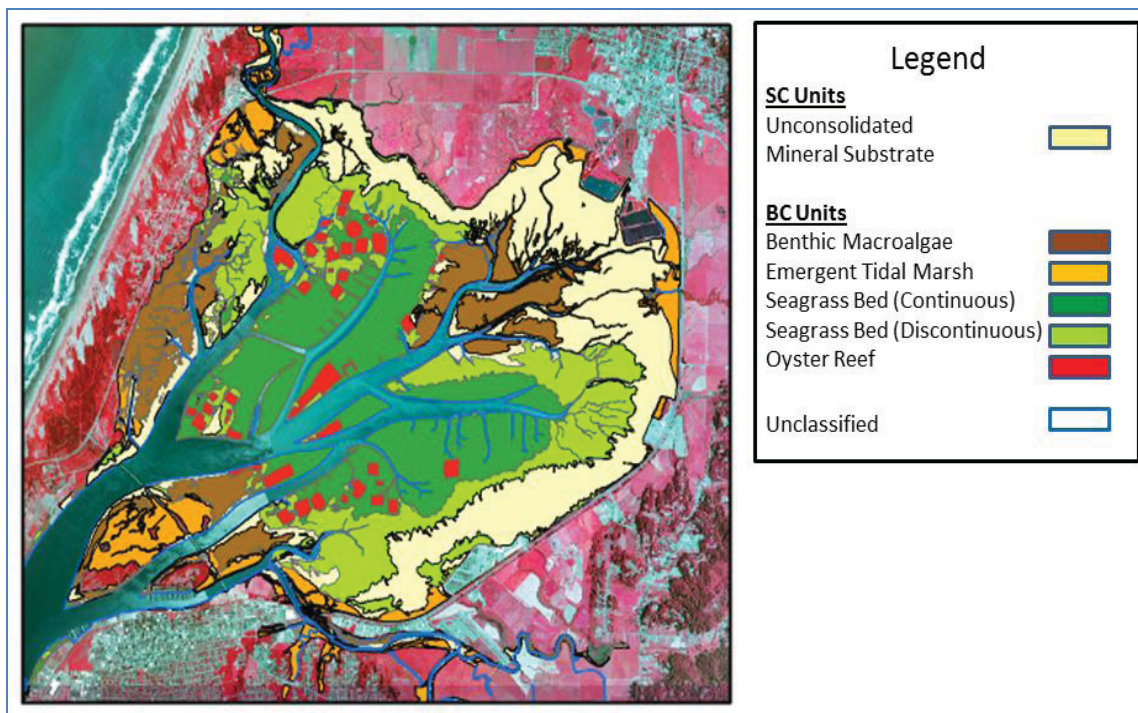 Legend
SC Units
Unconsolidated
Mineral Substrate
BC Units
Benthic Macroalgae
Emergent Tidal Marsh
Seagrass Bed (Continuous)
Seagrass Bed (Discontinuous)
Oyster Reef
Unclassified